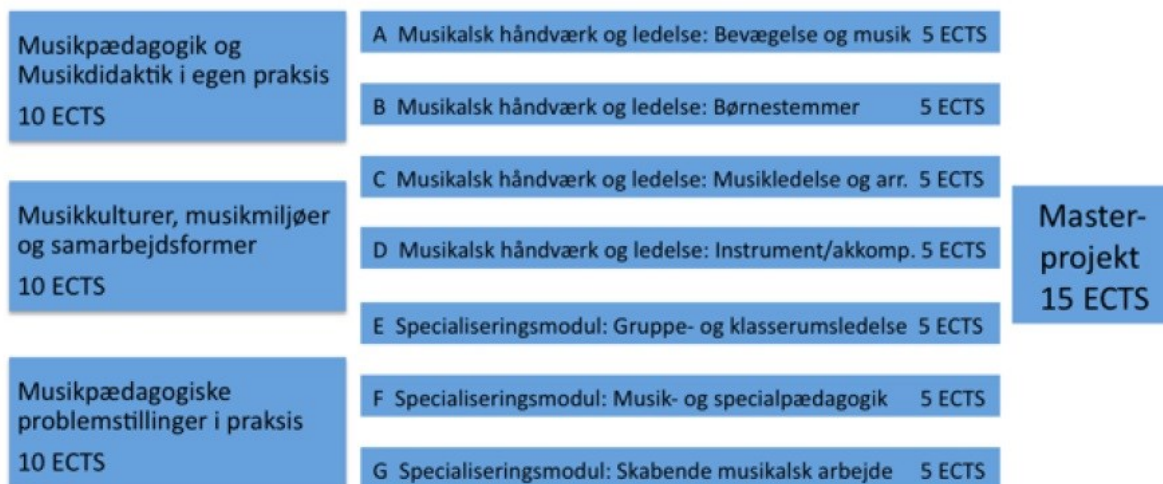 Musikpædagogik og
Musikdidaktik i egen praksis
10 ECTS
Musikkulturer, musikmiljøer
og samarbejdsformer
10 ECTS
Musikpædagogiske
problemstillinger i praksis
10 ECTS
A Musikalsk håndværk og ledelse: Bevægelse og musik 5 ECTS
B Musikalsk håndværk og ledelse: Børnestemmer 5 ECTS
C Musikalsk håndværk og ledelse: Musikledelse og arr. 5 ECTS
D Musikalsk håndværk og ledelse: Instrument/akkomp. 5 ECTS
E Specialiseringsmodul: Gruppe- og klasserumsledelse 5 ECTS
F Specialiseringsmodul: Musik- og specialpædagogik 5 ECTS
G Specialiseringsmodul: Skabende musikalsk arbejde 5 ECTS
Master-
projekt
15 ECTS